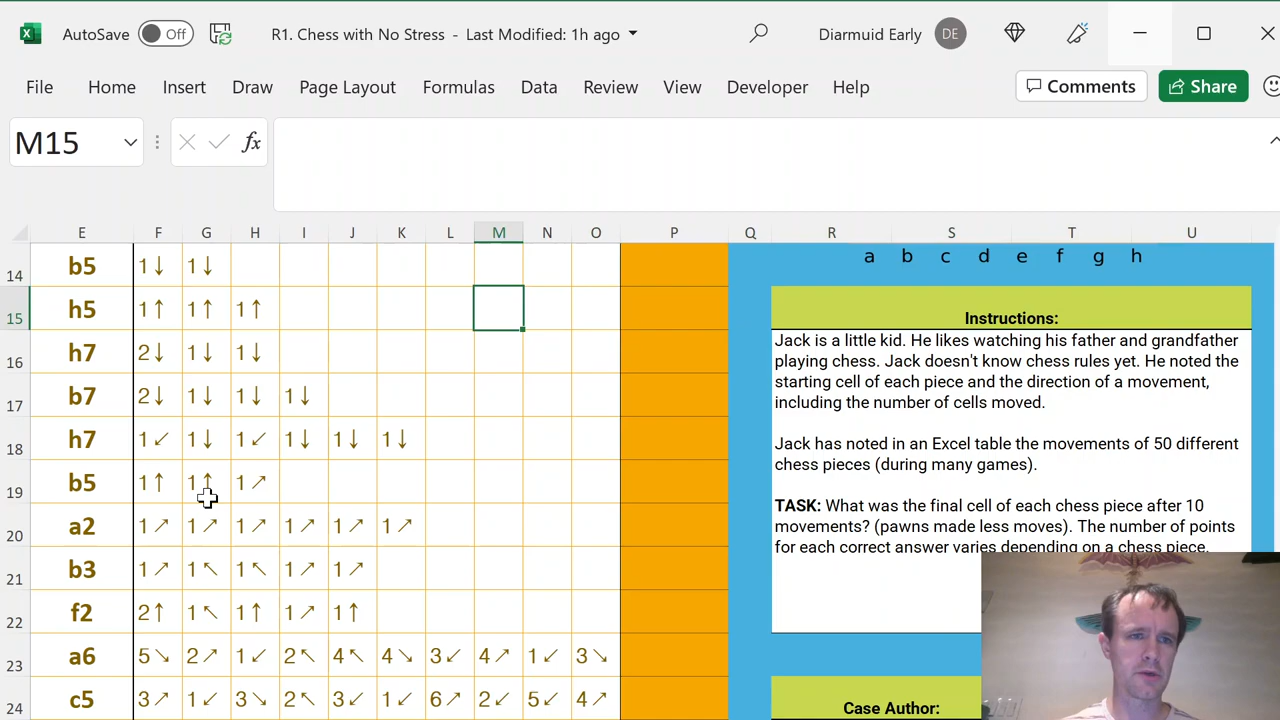 AutoSave Off R1. Chess with No Stress - Last Modified: 1h ago Diarmuid Early DE
File Home Insert Draw Page Layout Formulas Data Review View Developer Help Comments Share
M15 fx
E F G H I J K L M N O P Q R S T U
14 b5 1↓ 1↓
15 h5 1↑ 1↑ 1↑
16 h7 2↓ 1↓ 1↓
17 b7 2↓ 1↓ 1↓ 1↓
18 h7 1↙ 1↓ 1↙ 1↓ 1↓ 1↓
19 b5 1↑ 1↑ 1↗
20 a2 1↗ 1↗ 1↗ 1↗ 1↗ 1↗
21 b3 1↗ 1↖ 1↖ 1↗ 1↗
22 f2 2↑ 1↖ 1↑ 1↗ 1↑
23 a6 5↘ 2↗ 1↙ 2↖ 4↖ 4↘ 3↙ 4↗ 1↙ 3↘
24 c5 3↗ 1↙ 3↘ 2↖ 3↙ 1↙ 6↗ 2↙ 5↙ 4↗
a b c d e f g h
Instructions:
Jack is a little kid. He likes watching his father and grandfather
playing chess. Jack doesn't know chess rules yet. He noted the
starting cell of each piece and the direction of a movement,
including the number of cells moved.
Jack has noted in an Excel table the movements of 50 different
chess pieces (during many games).
TASK: What was the final cell of each chess piece after 10
movements? (pawns made less moves). The number of points
for each correct answer varies depending on a chess piece.
Case Author: